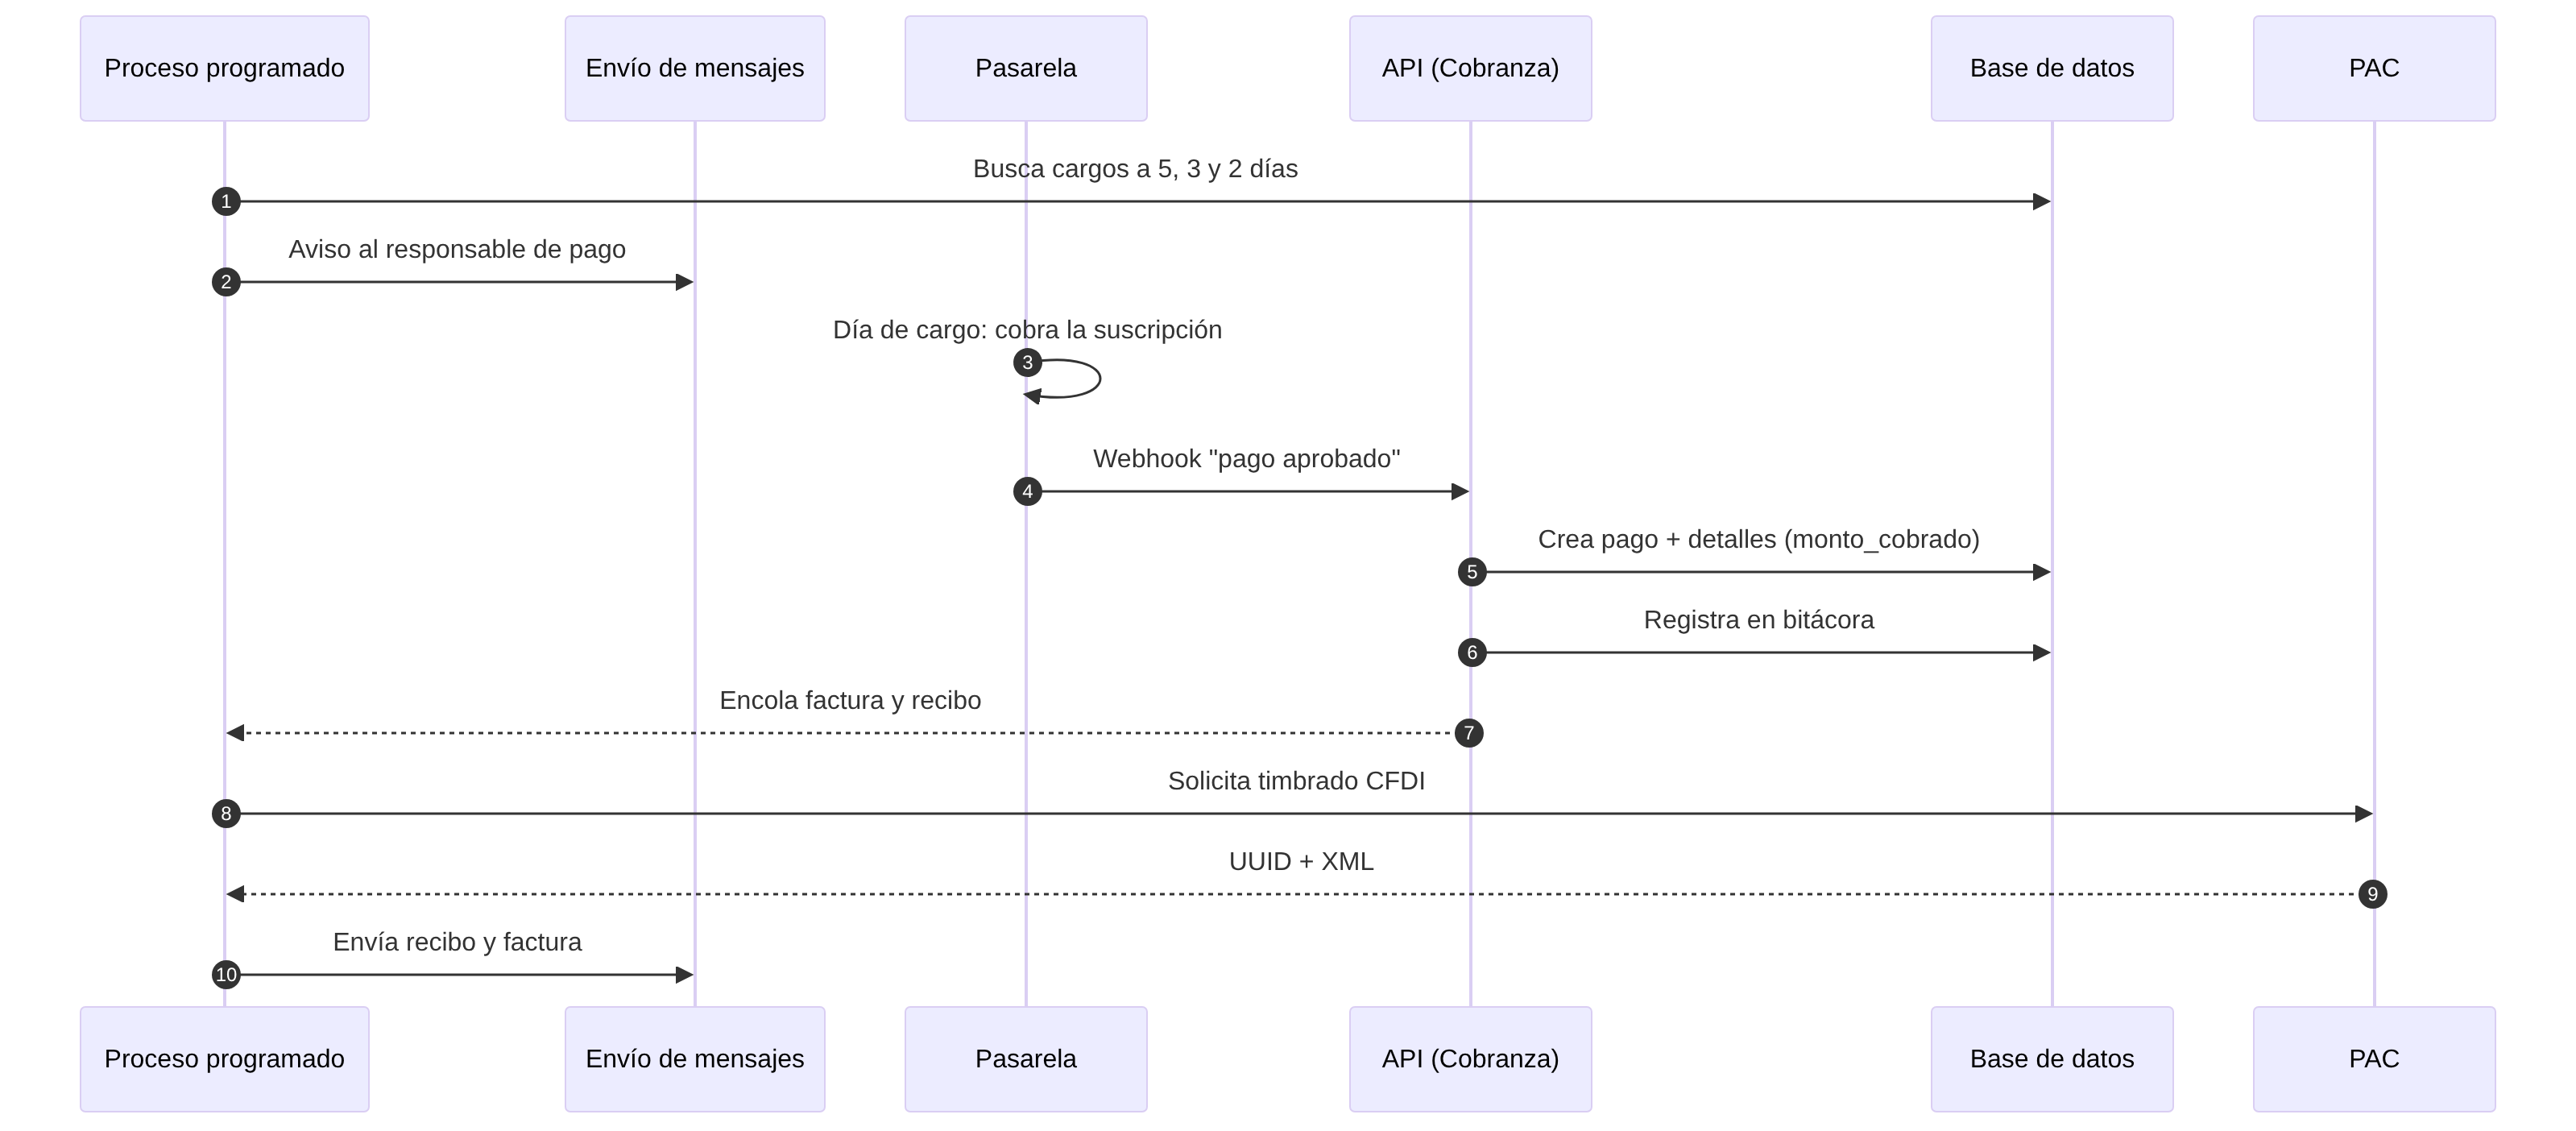 Proceso programado
Envío de mensajes
Pasarela
API (Cobranza)
Base de datos
PAC
Busca cargos a 5, 3 y 2 días
1
Aviso al responsable de pago
2
Día de cargo: cobra la suscripción
3
Webhook "pago aprobado"
4
Crea pago + detalles (monto_cobrado)
5
Registra en bitácora
6
Encola factura y recibo
7
Solicita timbrado CFDI
8
UUID + XML
9
Envía recibo y factura
10
Proceso programado
Envío de mensajes
Pasarela
API (Cobranza)
Base de datos
PAC